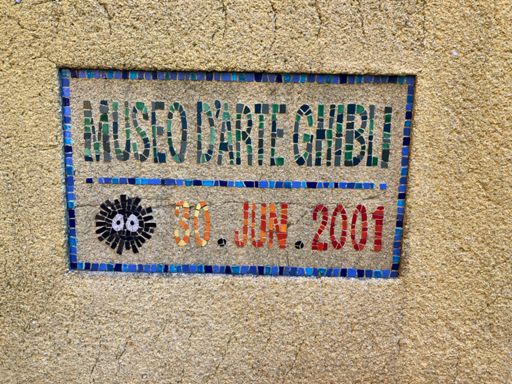 MUSEO D'ARTE GHIBLI
30. JUN. 2001